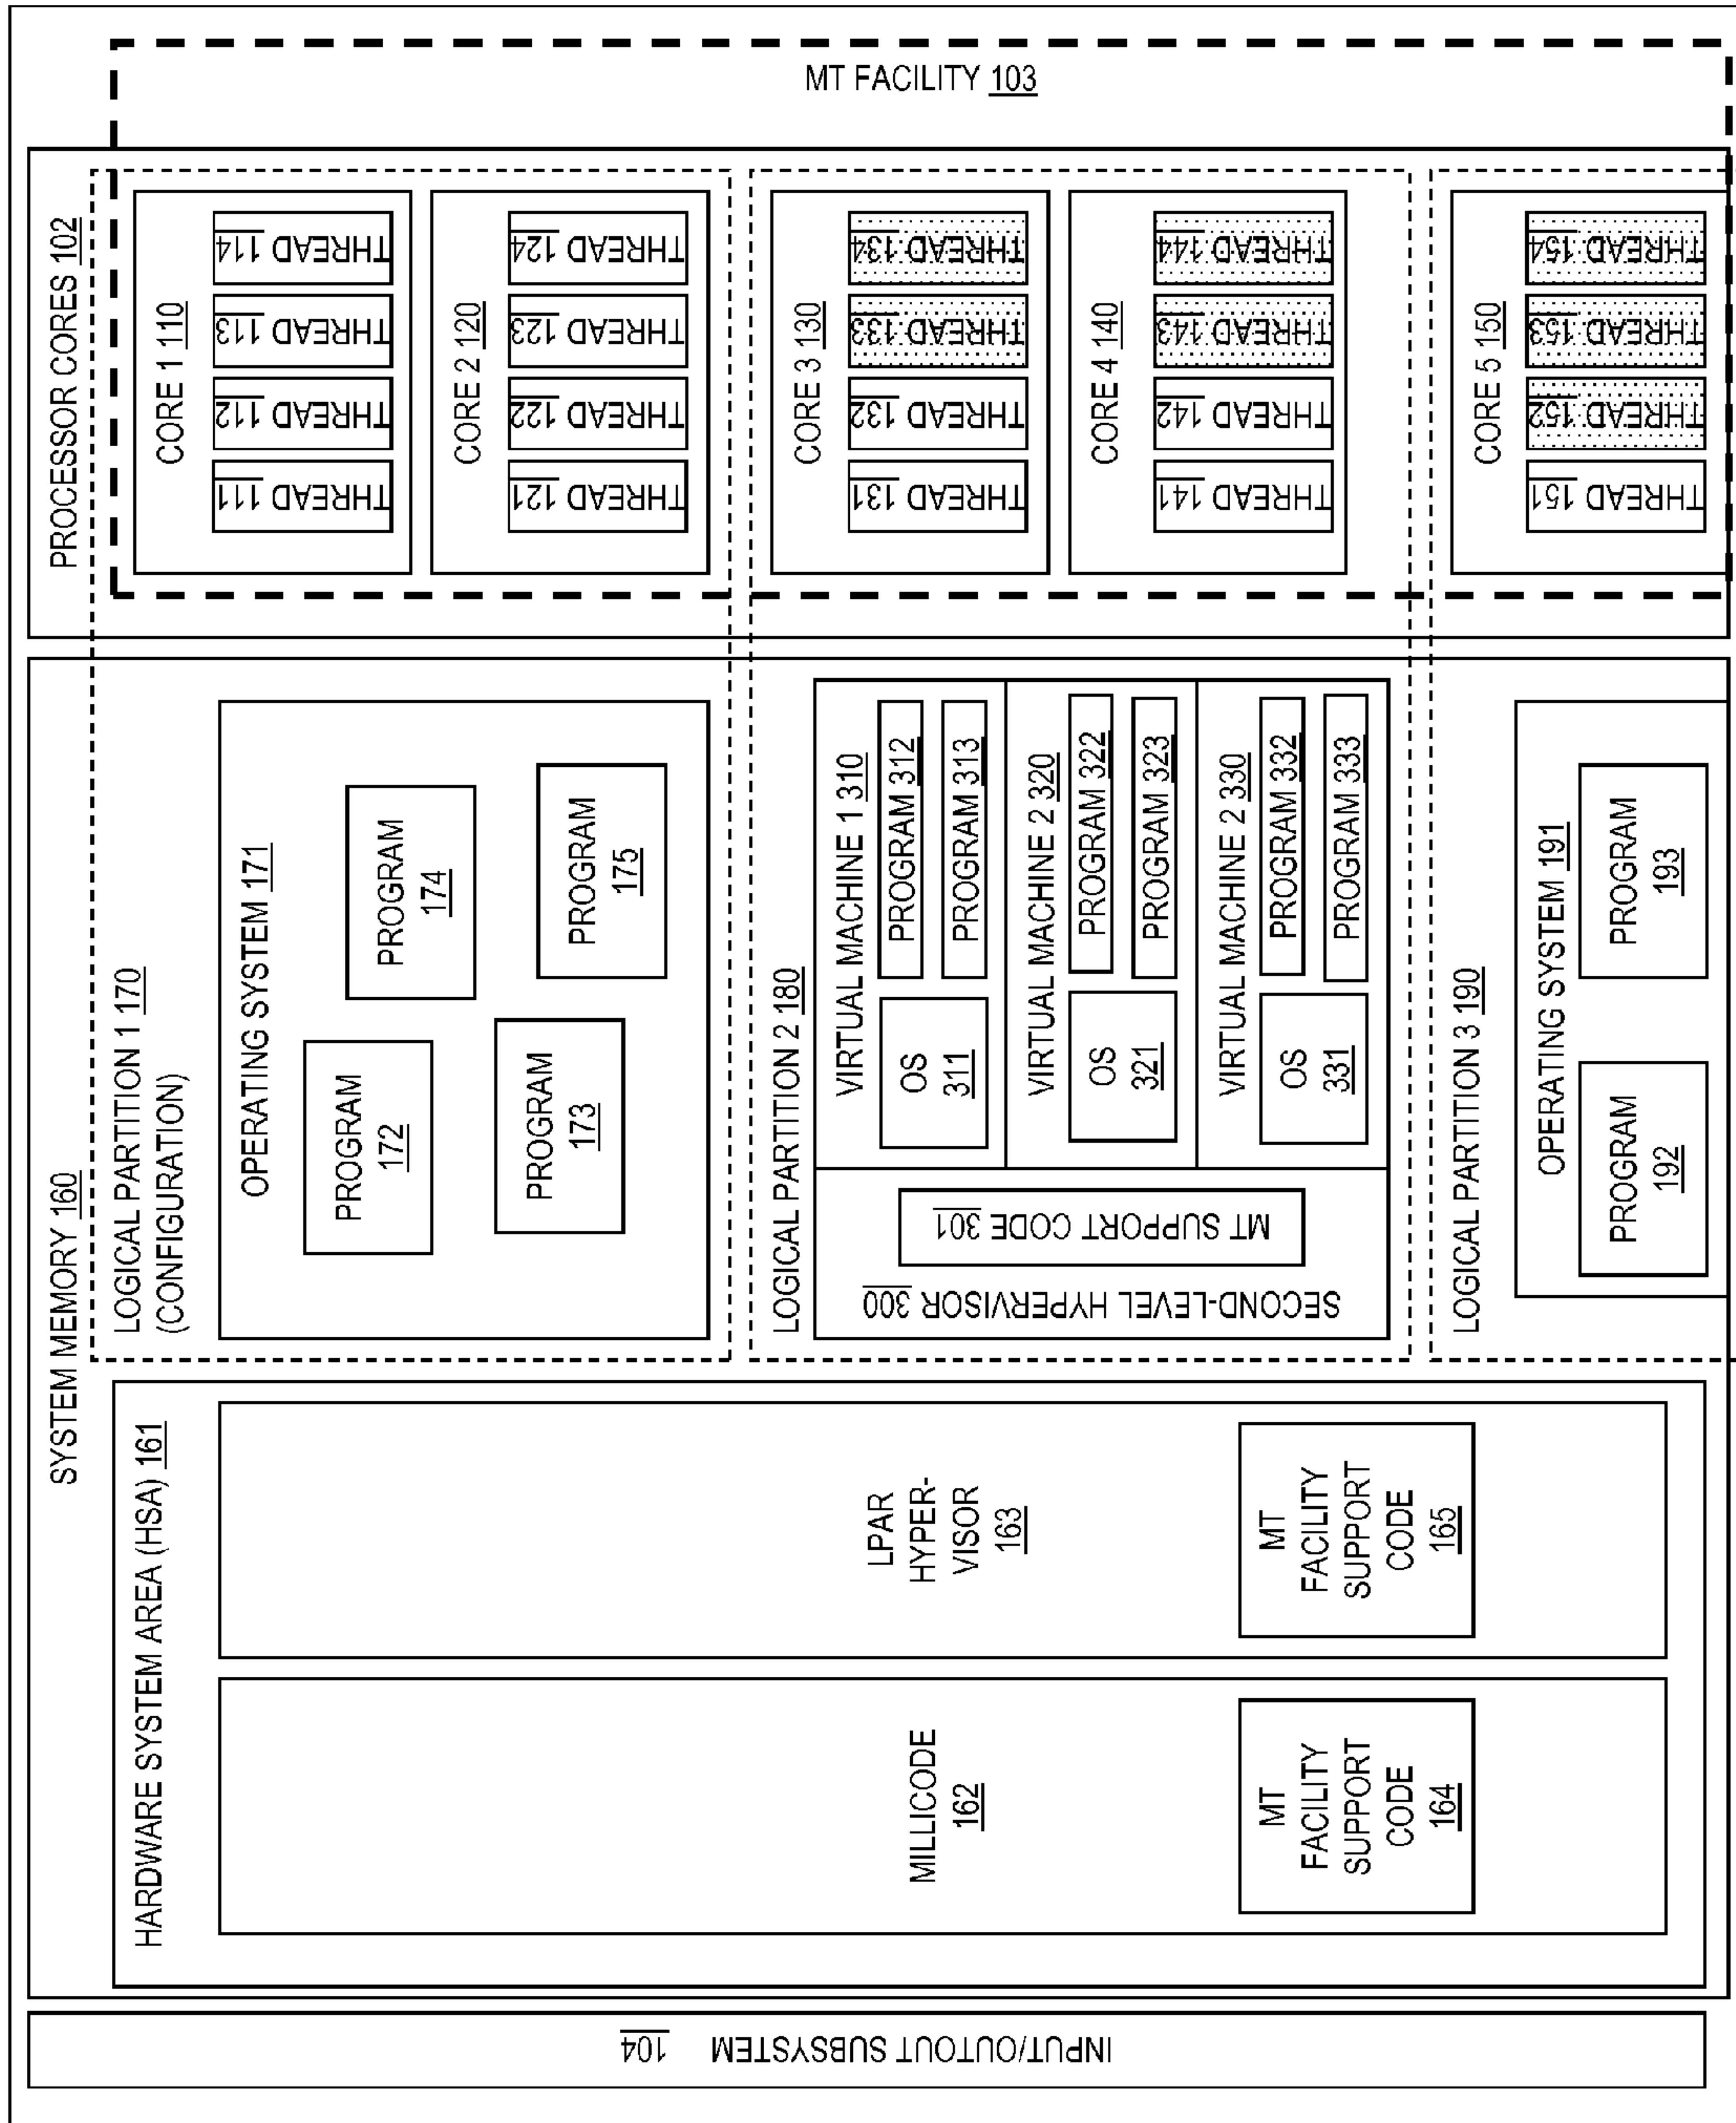 MT FACILITY 103
PROCESSOR CORES 102
CORE 1 110
THREAD 111
THREAD 112
THREAD 113
THREAD 114
CORE 2 120
THREAD 121
THREAD 122
THREAD 123
THREAD 124
CORE 3 130
THREAD 131
THREAD 132
THREAD 133
THREAD 134
CORE 4 140
THREAD 141
THREAD 142
THREAD 143
THREAD 144
CORE 5 150
THREAD 151
THREAD 152
THREAD 153
THREAD 154
SYSTEM MEMORY 160
LOGICAL PARTITION 1 170
(CONFIGURATION)
OPERATING SYSTEM 171
PROGRAM
172
PROGRAM
174
PROGRAM
173
PROGRAM
175
LOGICAL PARTITION 2 180
SECOND-LEVEL HYPERVISOR 300
MT SUPPORT CODE 301
VIRTUAL MACHINE 1 310
OS
311
PROGRAM 312
PROGRAM 313
VIRTUAL MACHINE 2 320
OS
321
PROGRAM 322
PROGRAM 323
VIRTUAL MACHINE 2 330
OS
331
PROGRAM 332
PROGRAM 333
LOGICAL PARTITION 3 190
OPERATING SYSTEM 191
PROGRAM
192
PROGRAM
193
HARDWARE SYSTEM AREA (HSA) 161
LPAR
HYPER-
VISOR
163
MT
FACILITY
SUPPORT
CODE
165
MILLICODE
162
MT
FACILITY
SUPPORT
CODE
164
INPUT/OUTOUT SUBSYSTEM 104